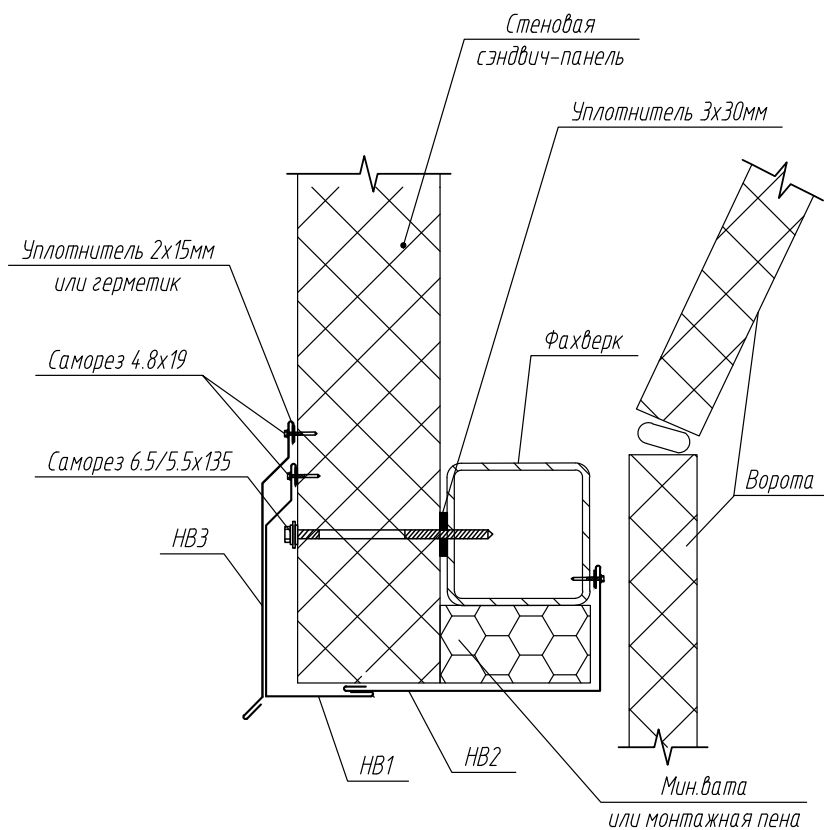 Стеновая
сэндвич-панель
Уплотнитель 3х30мм
Уплотнитель 2х15мм
или герметик
Фахверк
Саморез 4.8х19
Саморез 6.5/5.5х135
Ворота
НВ3
НВ1
НВ2
Мин.вата
или монтажная пена